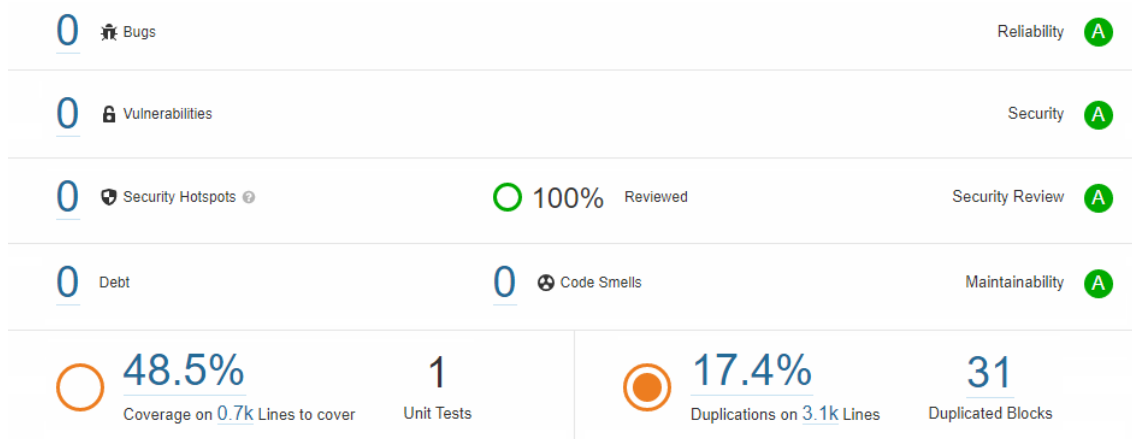 0 Bugs Reliability A
0 Vulnerabilities Security A
0 Security Hotspots ? 100% Reviewed Security Review A
0 Debt 0 Code Smells Maintainability A
48.5% 1 17.4% 31
Coverage on 0.7k Lines to cover Unit Tests Duplications on 3.1k Lines Duplicated Blocks